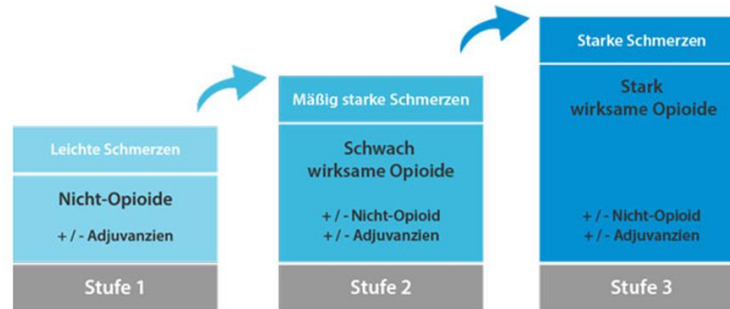 Leichte Schmerzen
Nicht-Opioide
+ / - Adjuvanzien
Stufe 1
Mäßig starke Schmerzen
Schwach
wirksame Opioide
+ / - Nicht-Opioid
+ / - Adjuvanzien
Stufe 2
Starke Schmerzen
Stark
wirksame Opioide
+ / - Nicht-Opioid
+ / - Adjuvanzien
Stufe 3